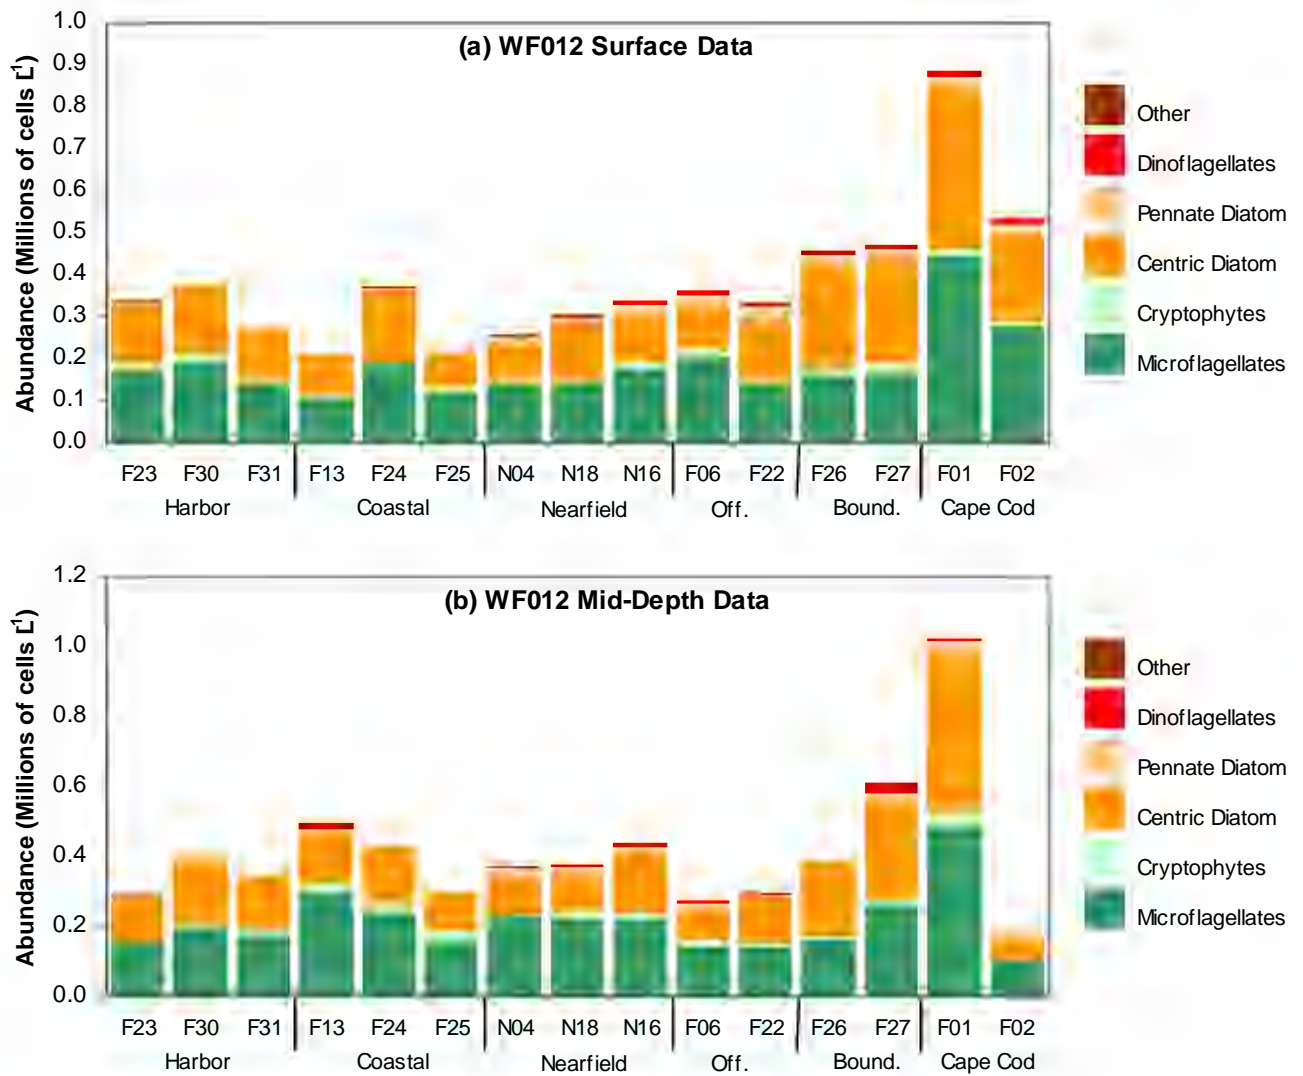 (a) WF012 Surface Data
Abundance (Millions of cells L¹)
1.0
0.9
0.8
0.7
0.6
0.5
0.4
0.3
0.2
0.1
0.0
F23 F30 F31 F13 F24 F25 N04 N18 N16 F06 F22 F26 F27 F01 F02
Harbor Coastal Nearfield Off. Bound. Cape Cod
Other
Dinoflagellates
Pennate Diatom
Centric Diatom
Cryptophytes
Microflagellates
(b) WF012 Mid-Depth Data
Abundance (Millions of cells L¹)
1.2
1.0
0.8
0.6
0.4
0.2
0.0
F23 F30 F31 F13 F24 F25 N04 N18 N16 F06 F22 F26 F27 F01 F02
Harbor Coastal Nearfield Off. Bound. Cape Cod
Other
Dinoflagellates
Pennate Diatom
Centric Diatom
Cryptophytes
Microflagellates